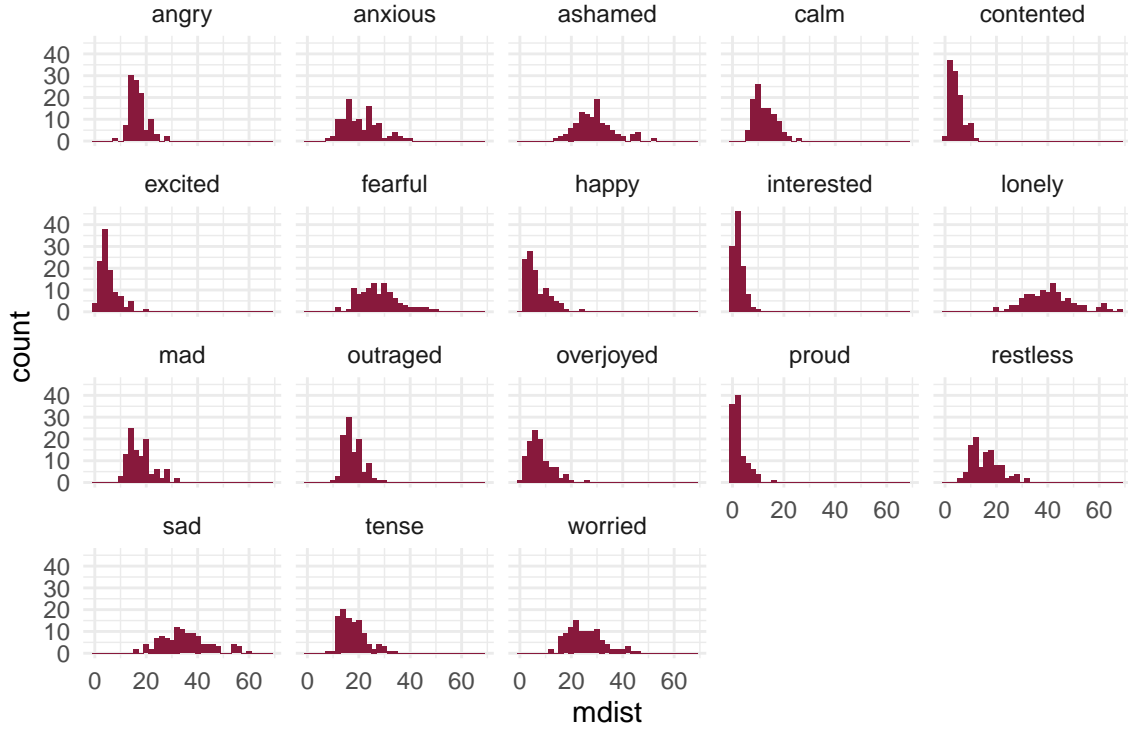 angry anxious ashamed calm contented
40
30
20
10
0
excited fearful happy interested lonely
40
30
20
10
0
count
mad outraged overjoyed proud restless
40
30
20
10
0
0 20 40 60 0 20 40 60
sad tense worried
40
30
20
10
0
0 20 40 60 0 20 40 60 0 20 40 60
mdist